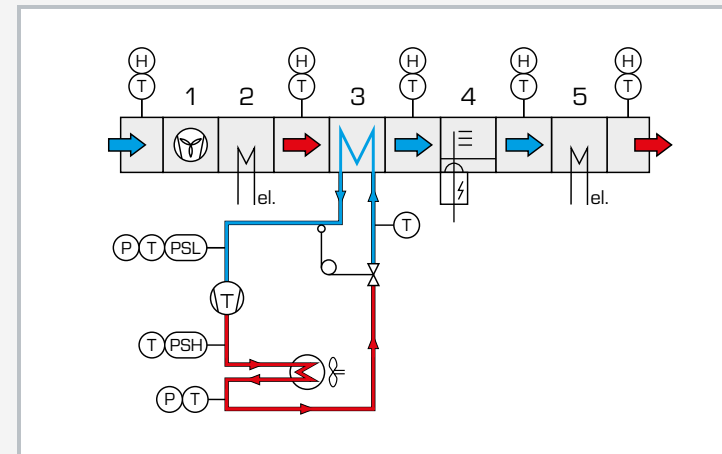 H H H H H
T 1 2 T 3 T 4 T 5 T
el. el.
T
P T PSL
T
T PSH
P T